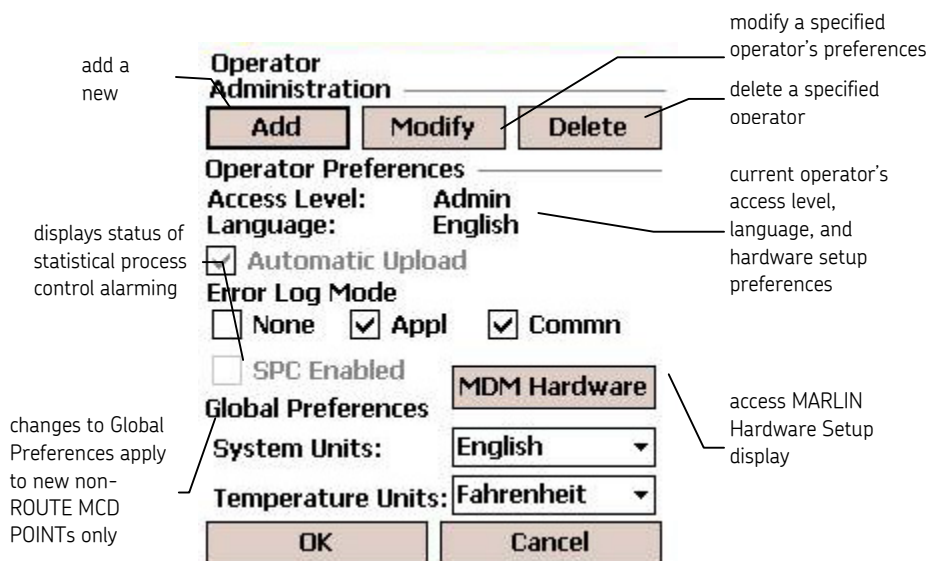 modify a specified
operator's preferences
add a
new
Operator
Administration
delete a specified
operator
Add
Modify
Delete
Operator Preferences
current operator's
access level,
language, and
hardware setup
preferences
Access Level: Admin
Language: English
displays status of
statistical process
control alarming
Automatic Upload
Error Log Mode
None
Appl
Commn
SPC Enabled
MDM Hardware
access MARLIN
Hardware Setup
display
Global Preferences
changes to Global
Preferences apply
to new non-
ROUTE MCD
POINTs only
System Units: English
Temperature Units: Fahrenheit
OK
Cancel